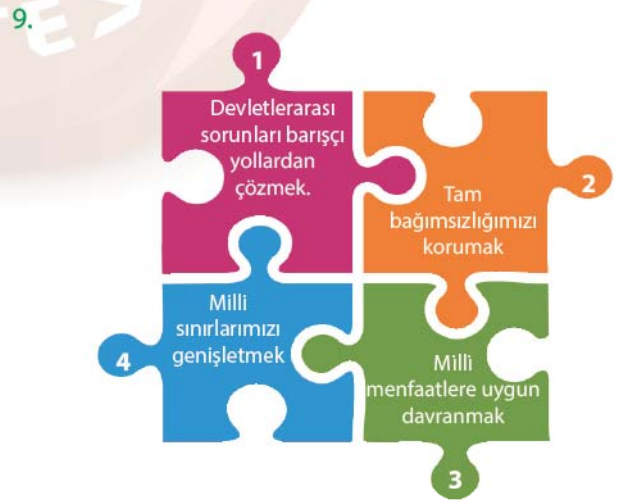 9.
1
Devletlerarası
sorunları barışçı
yollardan
çözmek.
2
Tam
bağımsızlığımızı
korumak
Milli
sınırlarımızı
genişletmek
4
Milli
menfaatlere uygun
davranmak
3